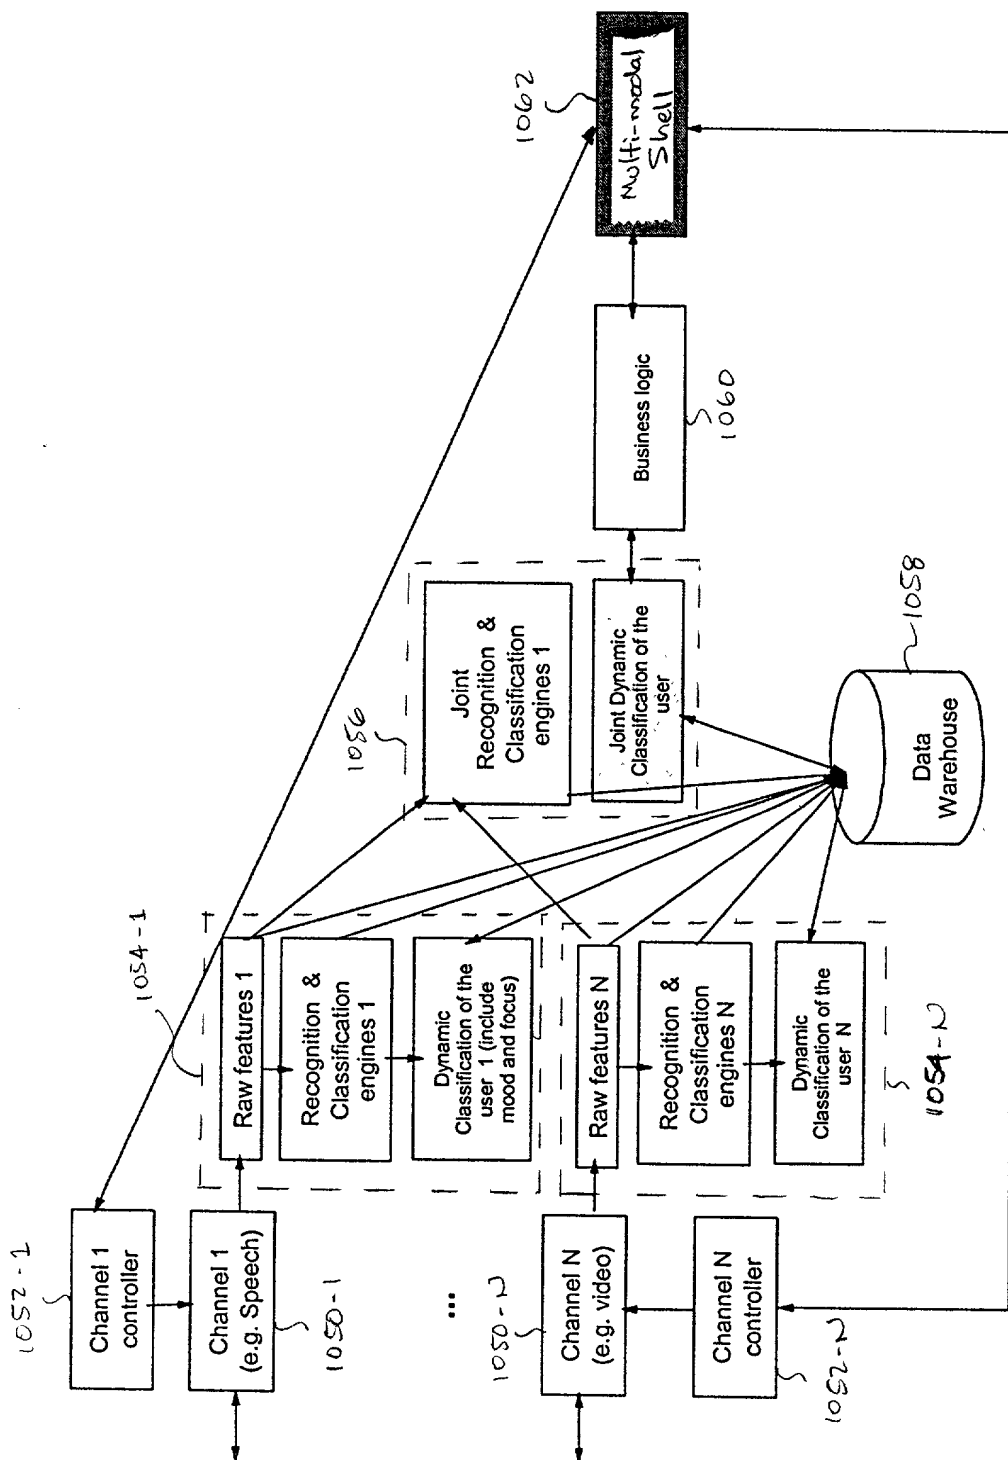 1052-1
Channel 1
controller
Channel 1
(e.g. Speech)
1050-1
...
1050-N
Channel N
(e.g. video)
Channel N
controller
1052-N
1054-1
Raw features 1
Recognition &
Classification
engines 1
Dynamic
Classification of the
user 1 (include
mood and focus)
Raw features N
Recognition &
Classification
engines N
Dynamic
Classification of the
user N
1054-N
1056
Joint
Recognition &
Classification
engines 1
Joint Dynamic
Classification of the
user
Data
Warehouse
1058
Business logic
1060
1062
Multi-modal
Shell